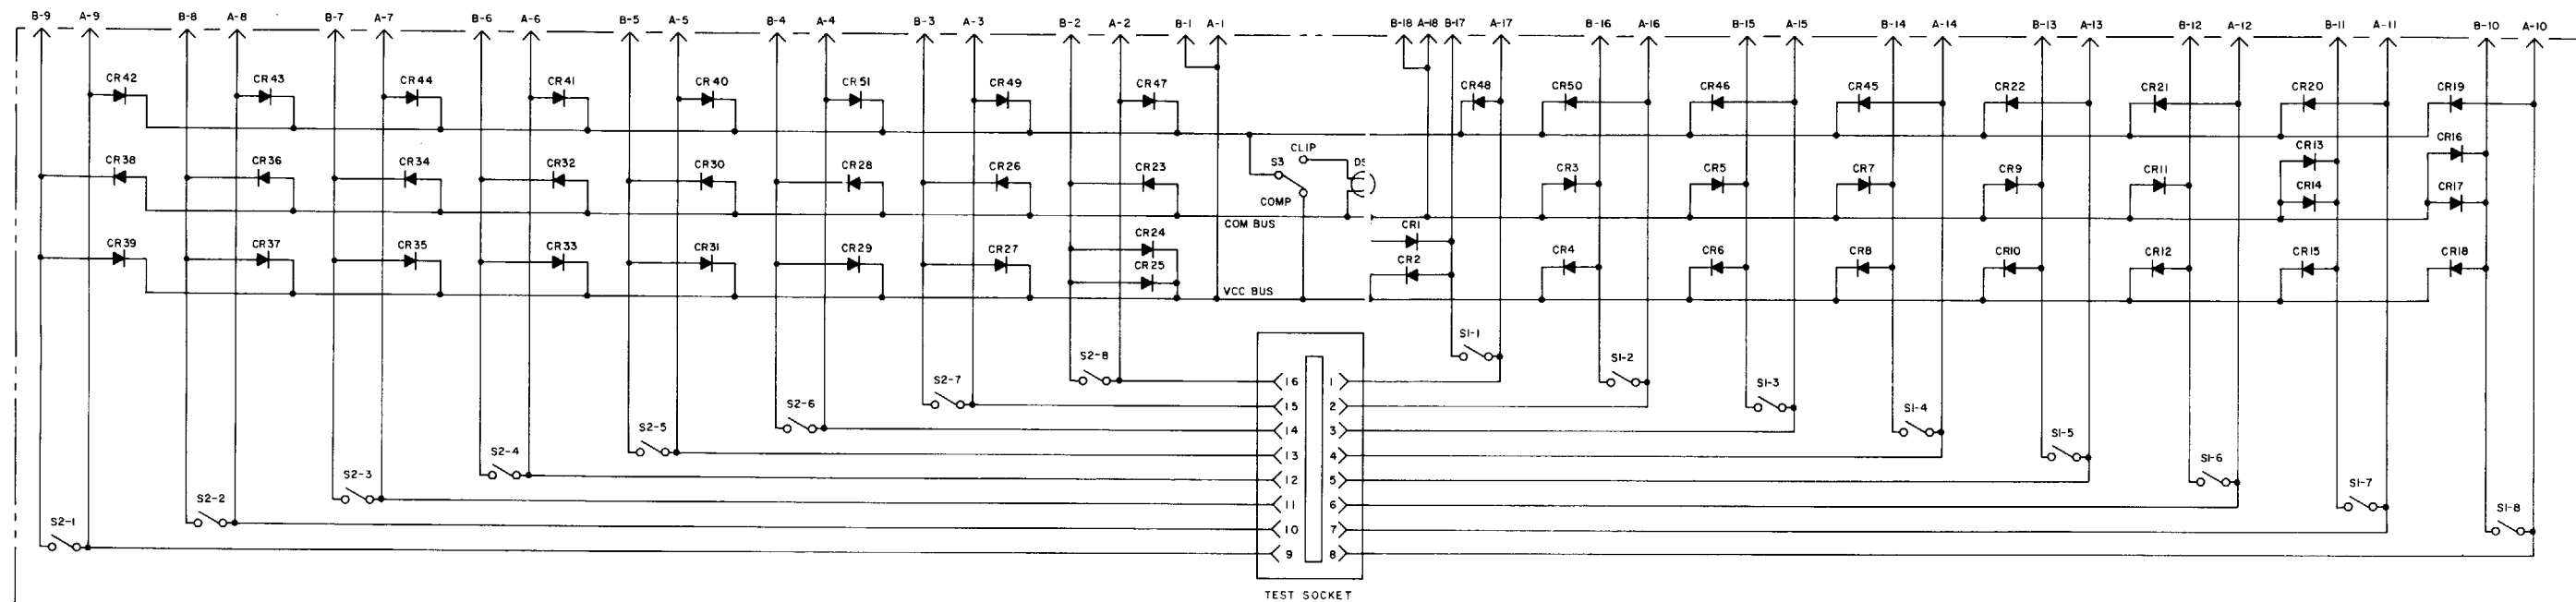 B-9 A-9 B-8 A-8 B-7 A-7 B-6 A-6 B-5 A-5 B-4 A-4 B-3 A-3 B-2 A-2 B-1 A-1 B-18 A-18 B-17 A-17 B-16 A-16 B-15 A-15 B-14 A-14 B-13 A-13 B-12 A-12 B-11 A-11 B-10 A-10
CR42 CR43 CR44 CR41 CR40 CR51 CR49 CR47 CR48 CR50 CR46 CR45 CR22 CR21 CR20 CR19
CLIP CR13 CR16
CR38 CR36 CR34 CR32 CR30 CR28 CR26 CR23 S3 DS CR3 CR5 CR7 CR9 CR11 CR14 CR17
COMP
COM BUS
CR39 CR37 CR35 CR33 CR31 CR29 CR27 CR24 CR1 CR4 CR6 CR8 CR10 CR12 CR15 CR18
CR25 CR2
VCC BUS
S1-1
S2-8 S1-2
S2-7 16 1 S1-3
S2-6 15 2 S1-4
S2-5 14 3 S1-5
S2-4 13 4 S1-6
S2-3 12 5 S1-7
S2-2 11 6 S1-8
S2-1 10 7
9 8
TEST SOCKET